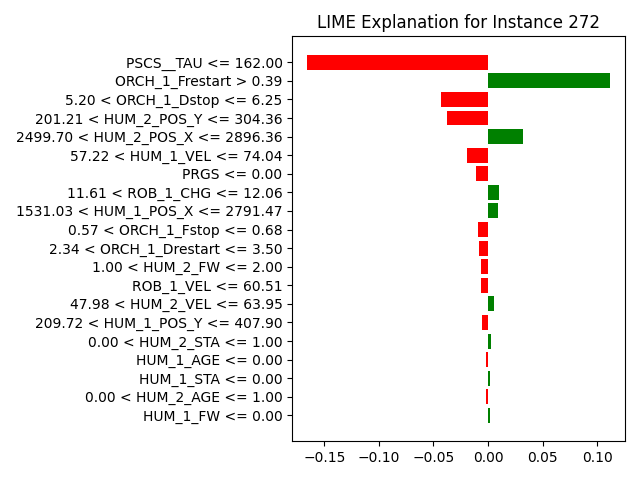 LIME Explanation for Instance 272
PSCS__TAU <= 162.00
ORCH_1_Frestart > 0.39
5.20 < ORCH_1_Dstop <= 6.25
201.21 < HUM_2_POS_Y <= 304.36
2499.70 < HUM_2_POS_X <= 2896.36
57.22 < HUM_1_VEL <= 74.04
PRGS <= 0.00
11.61 < ROB_1_CHG <= 12.06
1531.03 < HUM_1_POS_X <= 2791.47
0.57 < ORCH_1_Fstop <= 0.68
2.34 < ORCH_1_Drestart <= 3.50
1.00 < HUM_2_FW <= 2.00
ROB_1_VEL <= 60.51
47.98 < HUM_2_VEL <= 63.95
209.72 < HUM_1_POS_Y <= 407.90
0.00 < HUM_2_STA <= 1.00
HUM_1_AGE <= 0.00
HUM_1_STA <= 0.00
0.00 < HUM_2_AGE <= 1.00
HUM_1_FW <= 0.00
−0.15 −0.10 −0.05 0.00 0.05 0.10